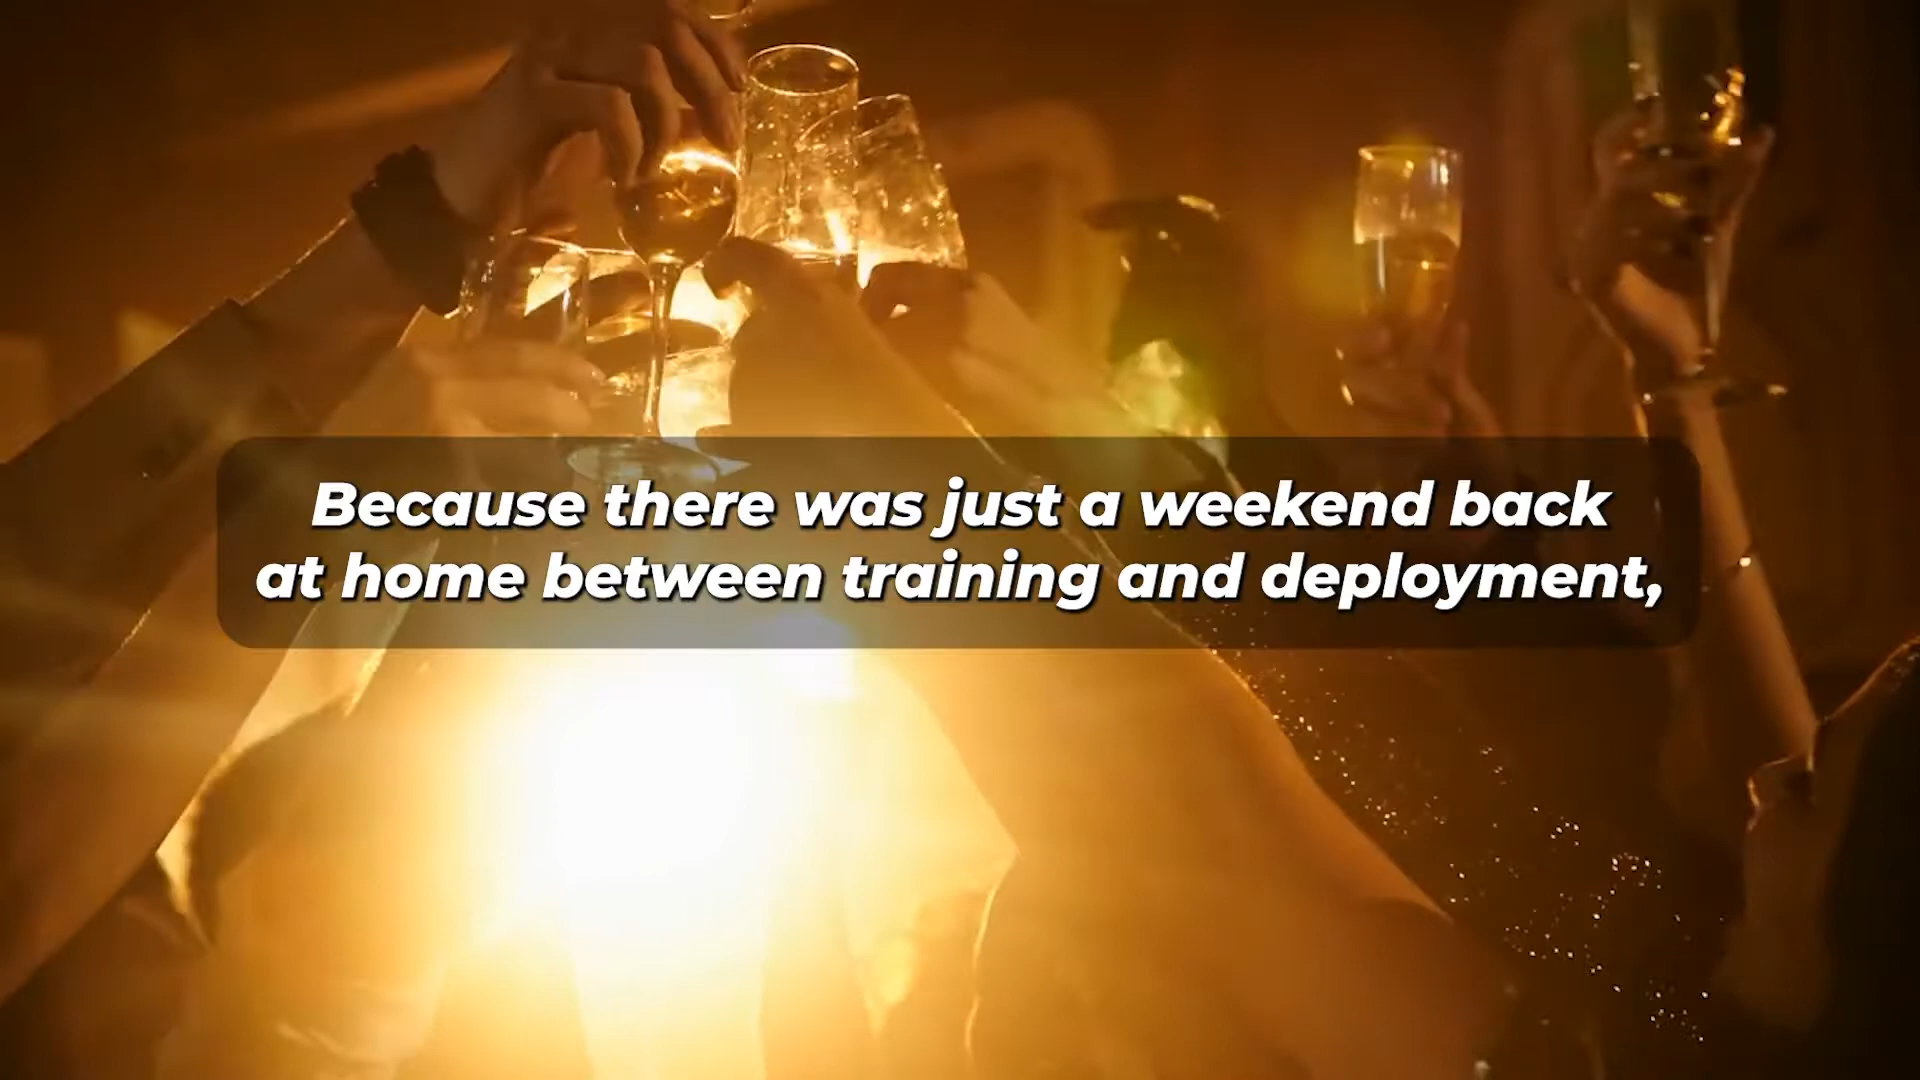 Because there was just a weekend back
at home between training and deployment,